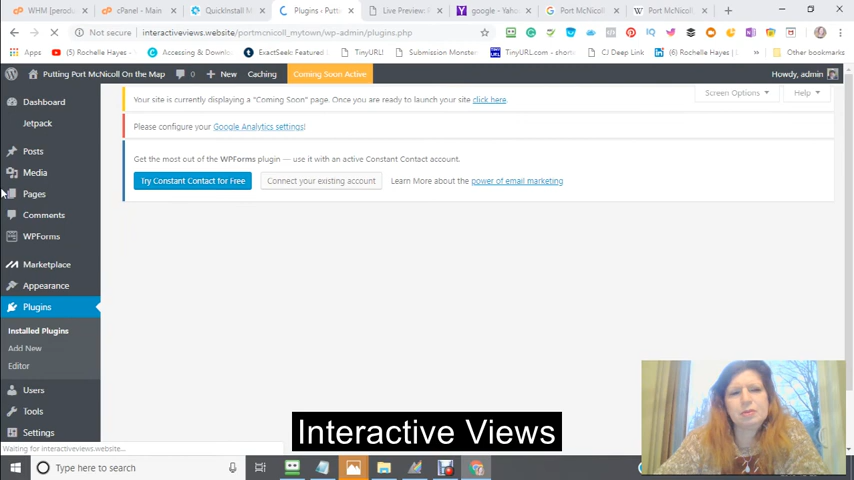 WHM [prod
cPanel - Main
QuickInstall M
Plugins ‹ Putt
Live Preview: F
google - Yahoo
Port McNicoll
Port McNicoll
Not secure
interactiveviews.website/portmcnicoll_mytown/wp-admin/plugins.php
Apps
(5) Rochelle Hayes
Accessing & Downl
ExactSeek: Featured
Submission Monster
TinyURL.com - short
CJ Deep Link
(6) Rochelle Hayes
Other bookmarks
Putting Port McNicoll On the Map
0
New
Caching
Coming Soon Active
Howdy, admin
Dashboard
Jetpack
Posts
Media
Pages
Comments
WPForms
Marketplace
Appearance
Plugins
Installed Plugins
Add New
Editor
Users
Tools
Settings
Screen Options
Help
Your site is currently displaying a "Coming Soon" page. Once you are ready to launch your site click here.
Please configure your Google Analytics settings!
Get the most out of the WPForms plugin — use it with an active Constant Contact account.
Try Constant Contact for Free
Connect your existing account
Learn More about the power of email marketing
Interactive Views
Waiting for interactiveviews.website...
Type here to search